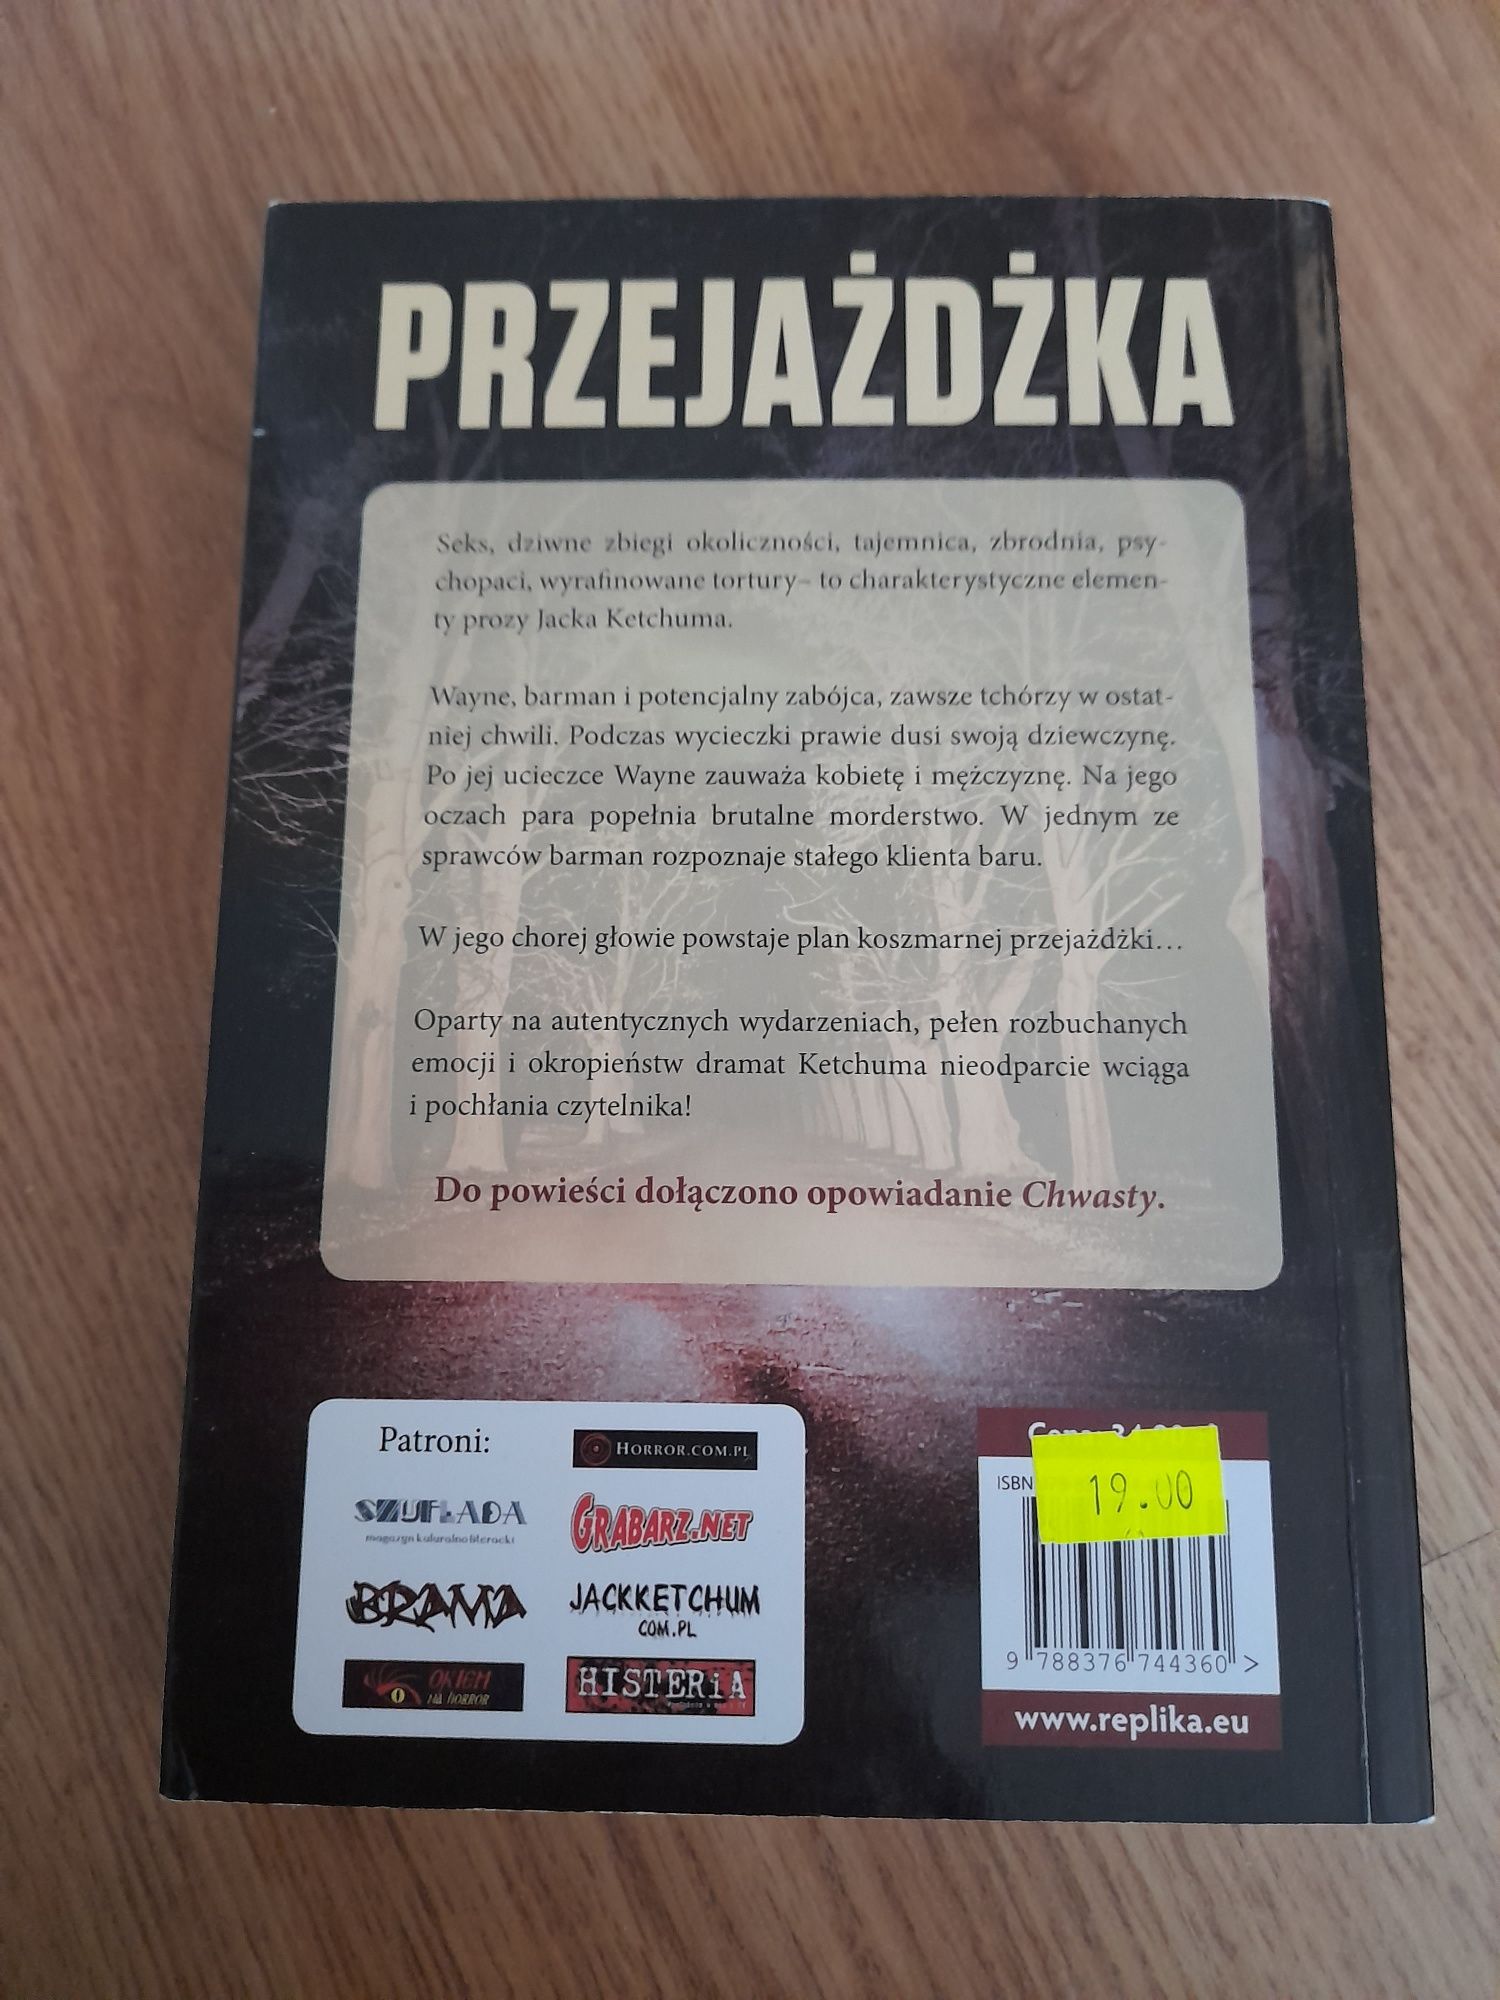 PRZEJAŻDŻKA
Seks, dziwne zbiegi okoliczności, tajemnica, zbrodnia, psy-
chopaci, wyrafinowane tortury– to charakterystyczne elemen-
ty prozy Jacka Ketchuma.
Wayne, barman i potencjalny zabójca, zawsze tchórzy w ostat-
niej chwili. Podczas wycieczki prawie dusi swoją dziewczynę.
Po jej ucieczce Wayne zauważa kobietę i mężczyznę. Na jego
oczach para popełnia brutalne morderstwo. W jednym ze
sprawców barman rozpoznaje stałego klienta baru.
W jego chorej głowie powstaje plan koszmarnej przejażdżki...
Oparty na autentycznych wydarzeniach, pełen rozbuchanych
emocji i okropieństw dramat Ketchuma nieodparcie wciąga
i pochłania czytelnika!
Do powieści dołączono opowiadanie Chwasty.
Patroni:
HORROR.COM.PL
SZUFLADA
GRABARZ.NET
BRAMA
JACKKETCHUM
COM.PL
OKIEM
NA HORROR
HISTERIA
19.00
ISBN
9 788376 744360 >
www.replika.eu